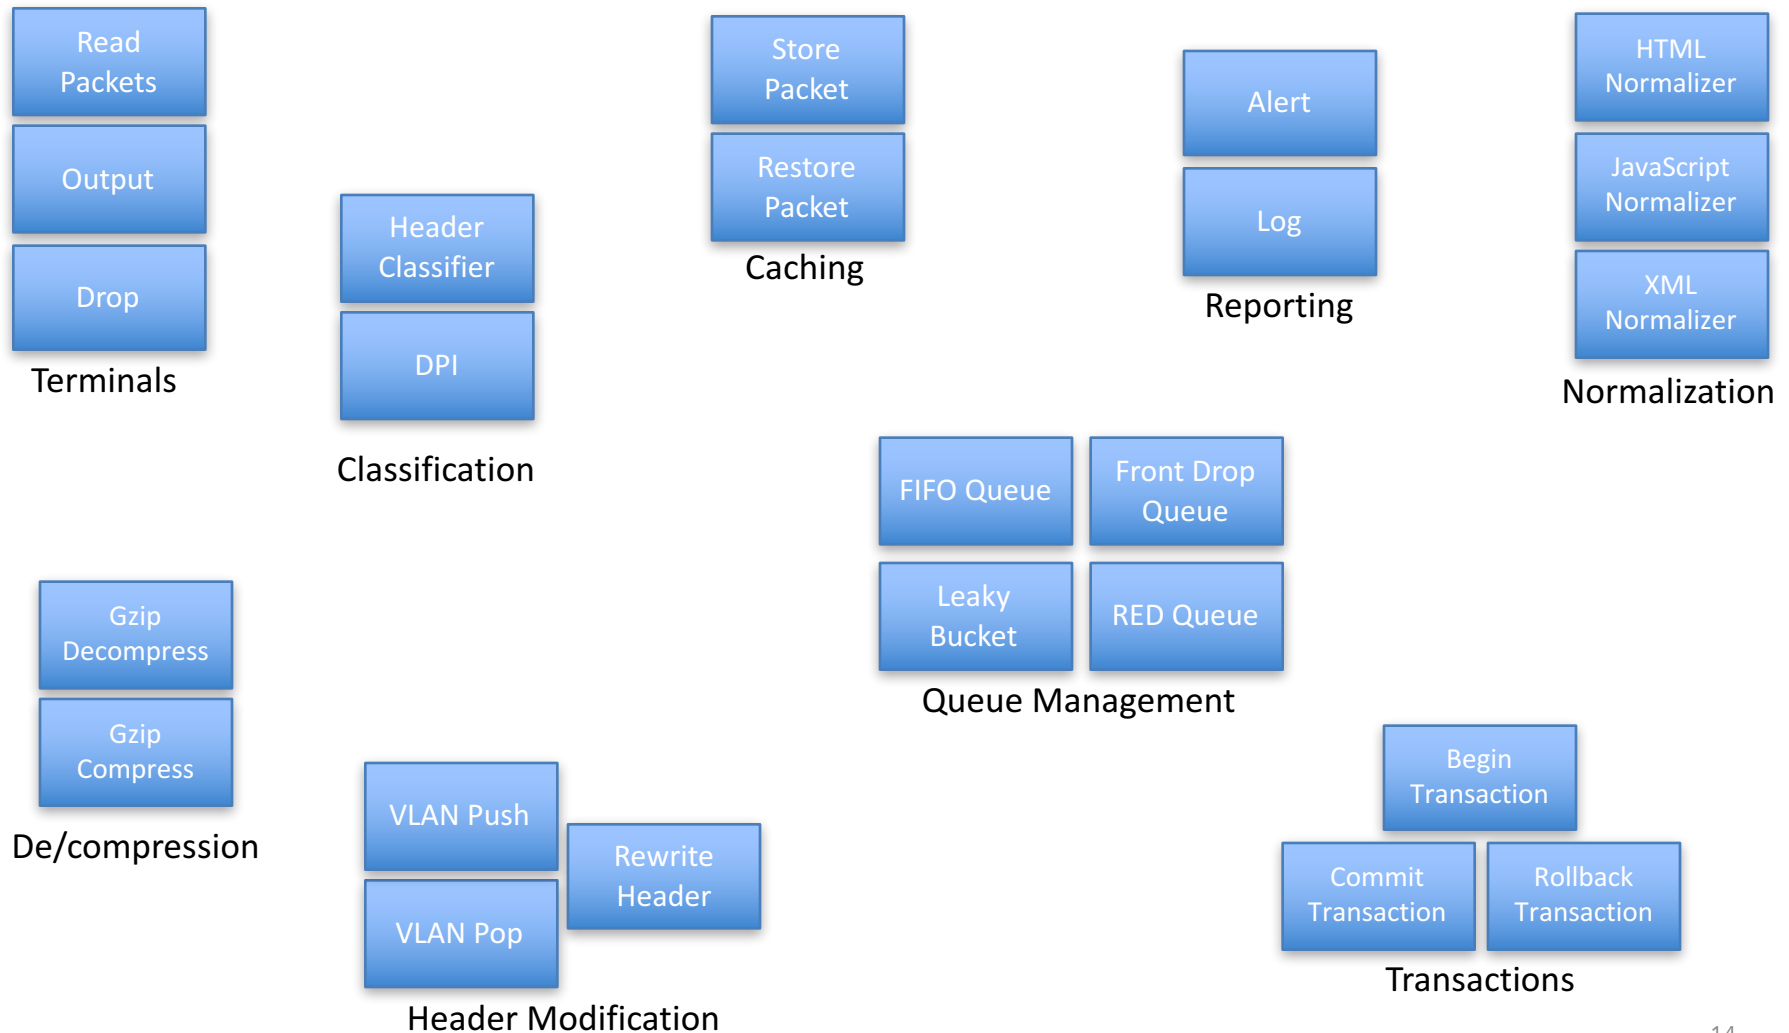 Read
Packets
Output
Drop
Terminals
Header
Classifier
DPI
Classification
Store
Packet
Restore
Packet
Caching
Alert
Log
Reporting
HTML
Normalizer
JavaScript
Normalizer
XML
Normalizer
Normalization
FIFO Queue
Front Drop
Queue
Leaky
Bucket
RED Queue
Queue Management
Gzip
Decompress
Gzip
Compress
De/compression
VLAN Push
VLAN Pop
Rewrite
Header
Header Modification
Begin
Transaction
Commit
Transaction
Rollback
Transaction
Transactions
14